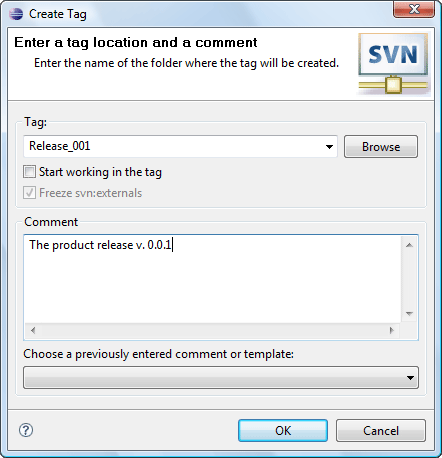 Create Tag
Enter a tag location and a comment
Enter the name of the folder where the tag will be created.
SVN
Tag:
Release_001
Browse
Start working in the tag
Freeze svn:externals
Comment
The product release v. 0.0.1
Choose a previously entered comment or template:
?
OK
Cancel